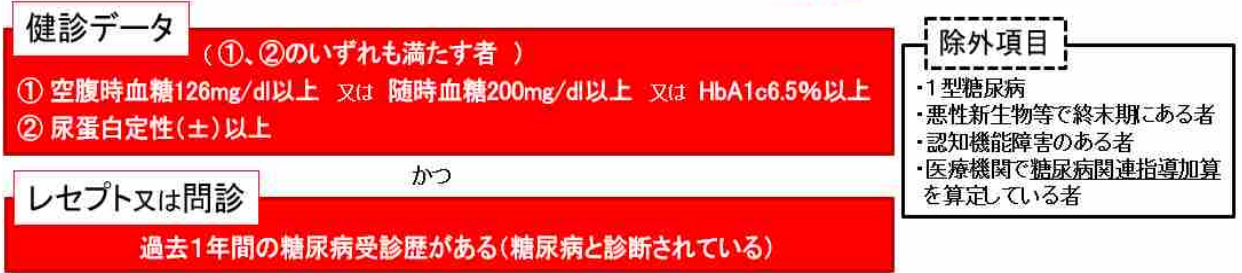 健診データ
(①、②のいずれも満たす者 )
① 空腹時血糖126mg/dl以上 又は 随時血糖200mg/dl以上 又は HbA1c6.5%以上
② 尿蛋白定性(±)以上
かつ
レセプト又は問診
過去1年間の糖尿病受診歴がある(糖尿病と診断されている)
除外項目
・1型糖尿病
・悪性新生物等で終末期にある者
・認知機能障害のある者
・医療機関で糖尿病関連指導加算
を算定している者